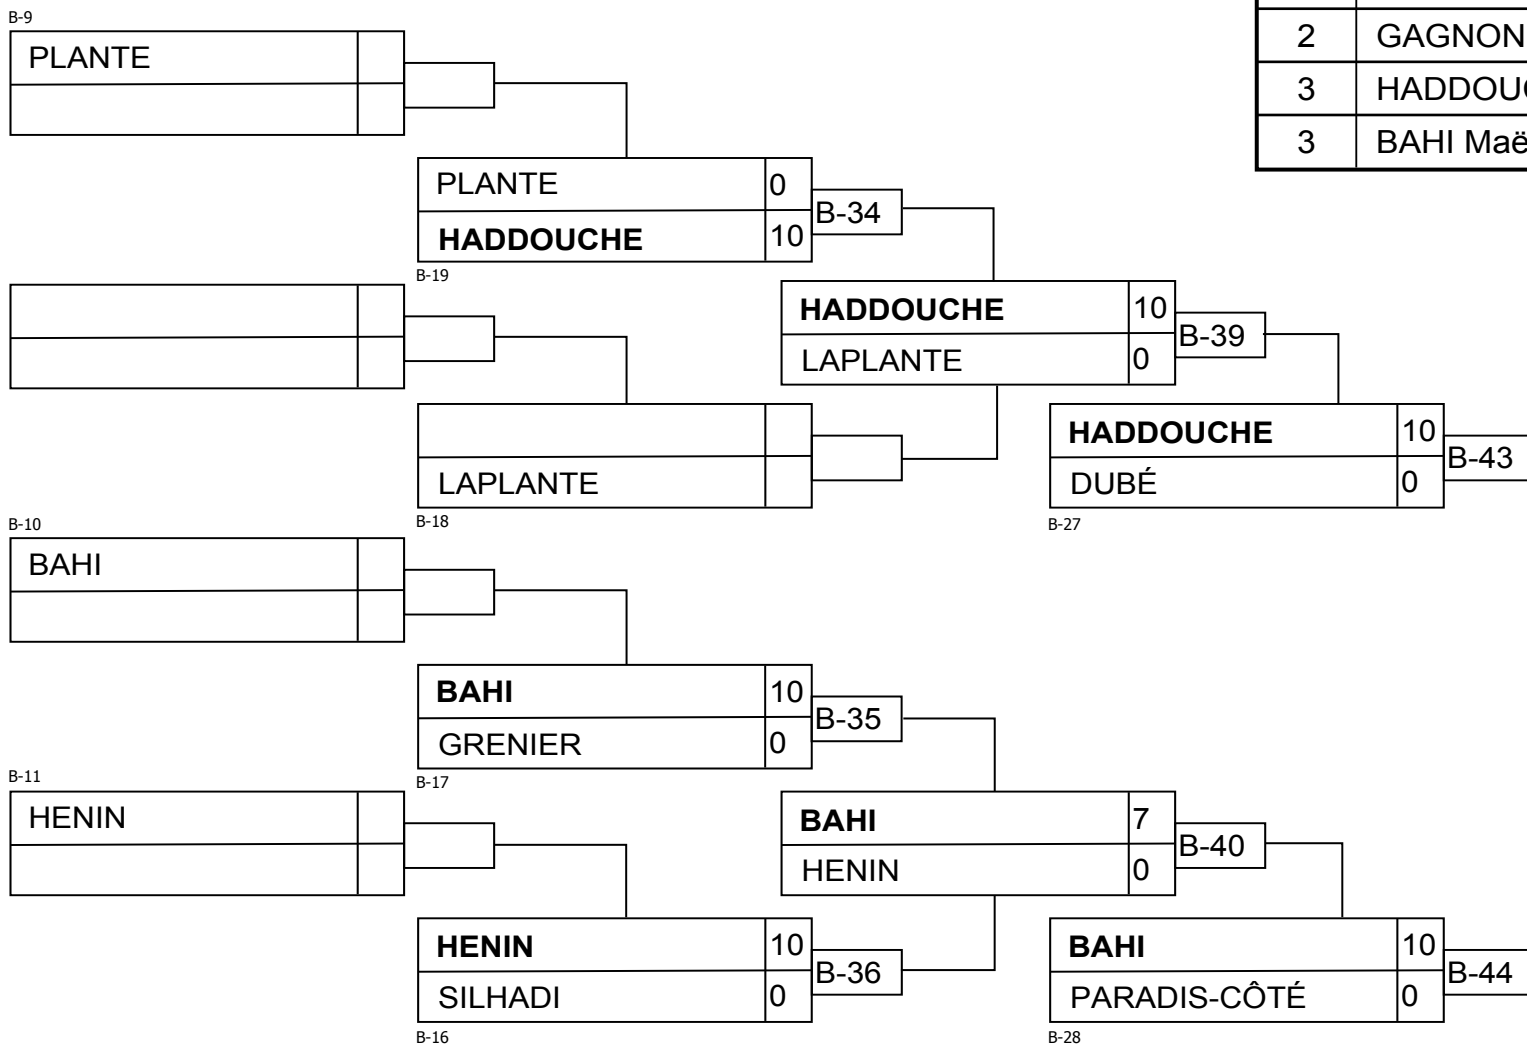 B-9
PLANTE
2 GAGNON
3
3 BAHI
PLANTE 0
HADDOUCHE 10
B-34
B-19
HADDOUCHE 10
LAPLANTE 0
B-39
LAPLANTE
B-18
HADDOUCHE 10
DUBÉ 0
B-43
B-27
B-10
BAHI
BAHI 10
GRENIER 0
B-35
B-17
B-11
HENIN
BAHI 7
HENIN 0
B-40
HENIN 10
SILHADI 0
B-36
B-16
BAHI 10
PARADIS-CÔTÉ 0
B-44
B-28